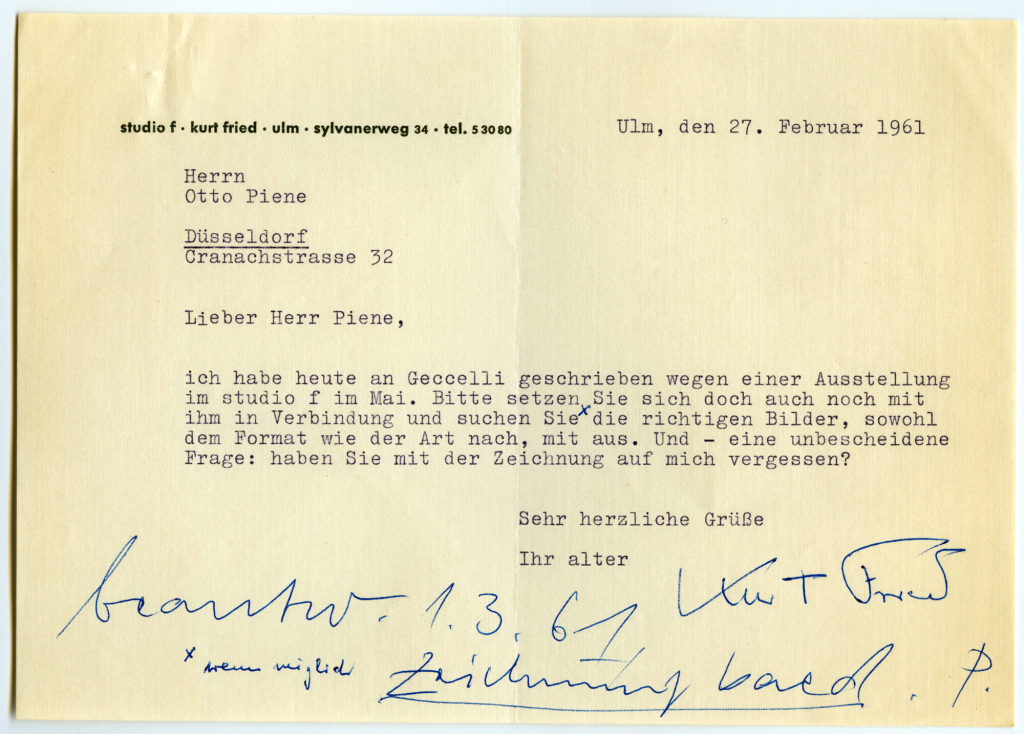 studio f · kurt fried · ulm · sylvanerweg 34 · tel. 53080
Ulm, den 27. Februar 1961
Herrn
Otto Piene
Düsseldorf
Cranachstrasse 32
Lieber Herr Piene,
ich habe heute an Geccelli geschrieben wegen einer Ausstellung
im studio f im Mai. Bitte setzen Sie sich doch auch noch mit
ihm in Verbindung und suchen Sie x die richtigen Bilder, sowohl
dem Format wie der Art nach, mit aus. Und - eine unbescheidene
Frage: haben Sie mit der Zeichnung auf mich vergessen?
Sehr herzliche Grüße
Ihr alter
Kurt Fried
beantw. 1.3.61
x wenn möglich
Zeichnung bald. P.